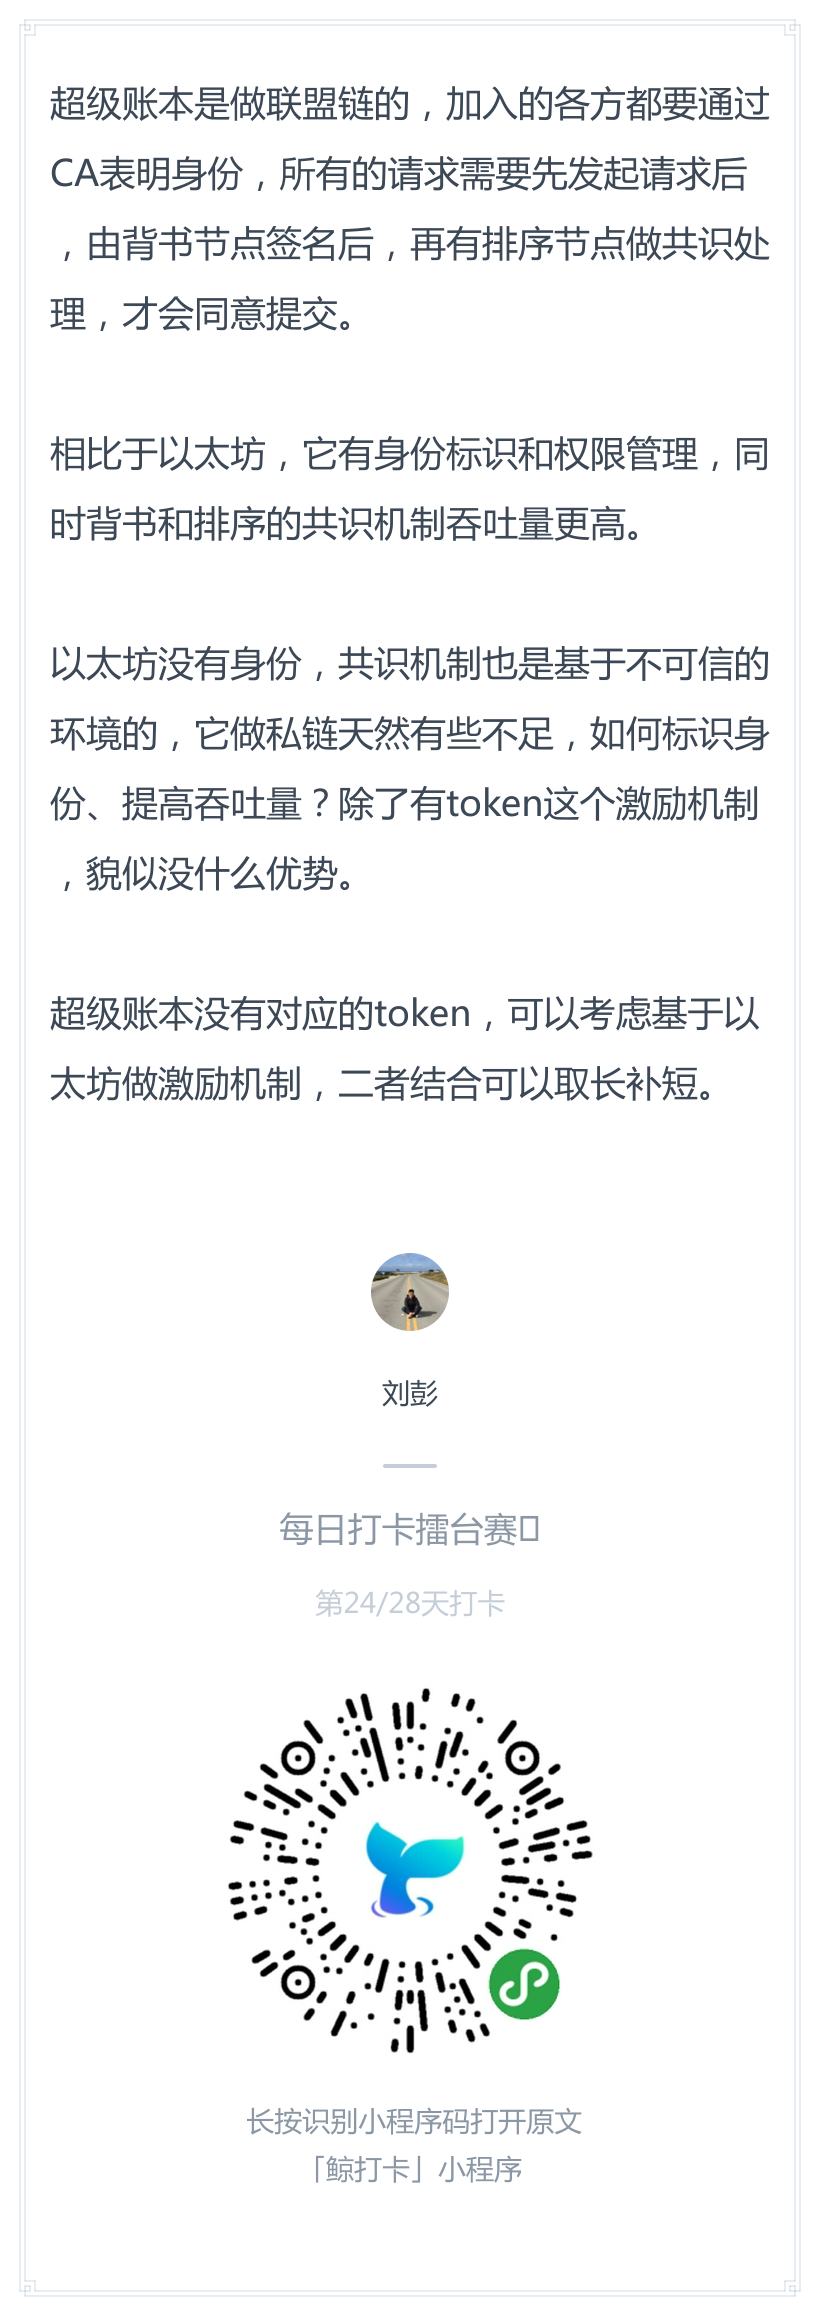 超级账本是做联盟链的，加入的各方都要通过
CA表明身份，所有的请求需要先发起请求后
，由背书节点签名后，再有排序节点做共识处
理，才会同意提交。
相比于以太坊，它有身份标识和权限管理，同
时背书和排序的共识机制吞吐量更高。
以太坊没有身份，共识机制也是基于不可信的
环境的，它做私链天然有些不足，如何标识身
份、提高吞吐量？除了有token这个激励机制
，貌似没什么优势。
超级账本没有对应的token，可以考虑基于以
太坊做激励机制，二者结合可以取长补短。
刘彭
每日打卡擂台赛
第24/28天打卡
长按识别小程序码打开原文
「鲸打卡」小程序